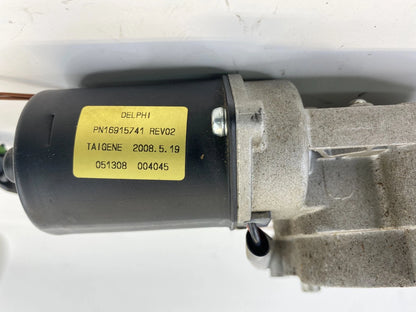 DELPHI
PN16915741 REV02
TAIGENE 2008.5.19
051308 004045